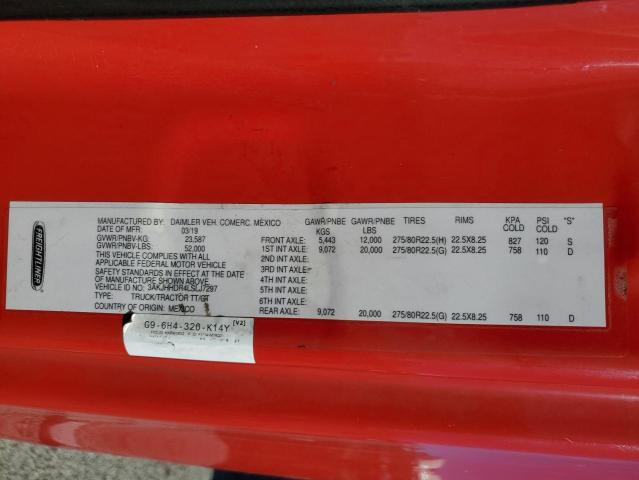 FREIGHTLINER
MANUFACTURED BY: DAIMLER VEH. COMERC. MEXICO GAWR/PNBE GAWR/PNBE TIRES RIMS KPA PSI "S"
DATE OF MFR: 03/19 KGS LBS COLD COLD
GVWR/PNBV-KG: 23,587 FRONT AXLE: 5,443 12,000 275/80R22.5(H) 22.5X8.25 827 120 S
GVWR/PNBV-LBS: 52,000 1ST INT AXLE: 9,072 20,000 275/80R22.5(G) 22.5X8.25 758 110 D
THIS VEHICLE COMPLIES WITH ALL 2ND INT AXLE:
APPLICABLE FEDERAL MOTOR VEHICLE 3RD INT AXLE:
SAFETY STANDARDS IN EFFECT AT THE DATE 4TH INT AXLE:
OF MANUFACTURE SHOWN ABOVE. 5TH INT AXLE:
VIN: 3AKJHHDR4LSLJ7297
TYPE: TRUCK/TRACTOR TT/GT 6TH INT AXLE:
COUNTRY OF ORIGIN: MEXICO REAR AXLE: 9,072 20,000 275/80R22.5(G) 22.5X8.25 758 110 D
G9-6H4-320-K14Y [V2]